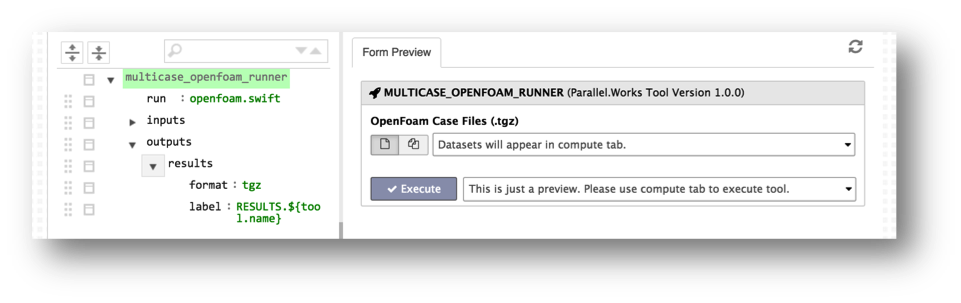 multicase_openfoam_runner
run : openfoam.swift
inputs
outputs
results
format : tgz
label : RESULTS.${too
l.name}
Form Preview
MULTICASE_OPENFOAM_RUNNER (Parallel.Works Tool Version 1.0.0)
OpenFoam Case Files (.tgz)
Datasets will appear in compute tab.
Execute
This is just a preview. Please use compute tab to execute tool.